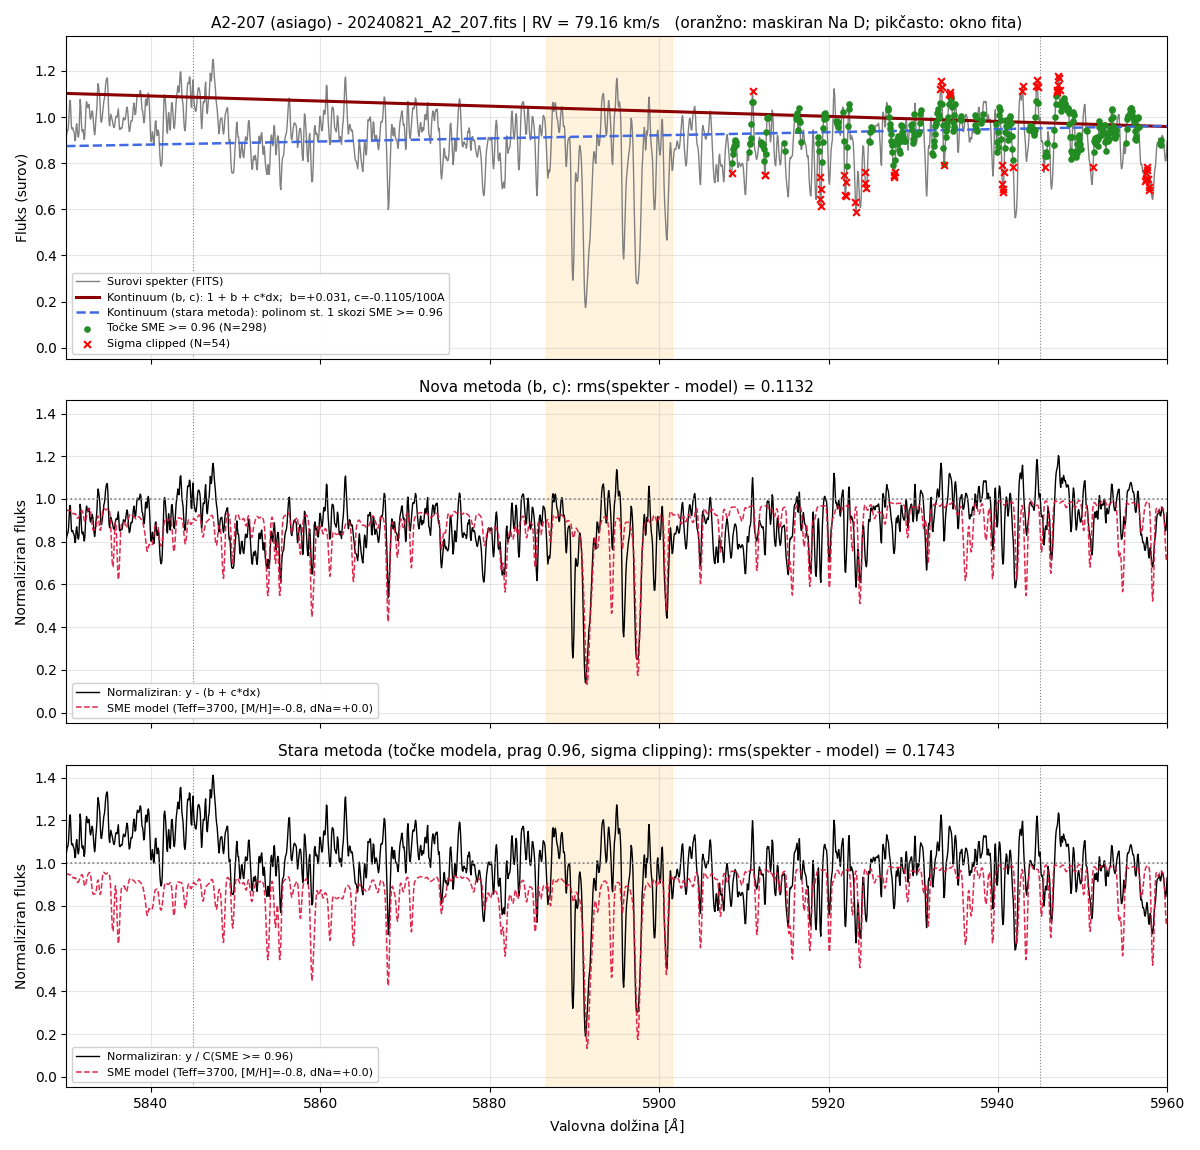 A2-207 (asiago) - 20240821_A2_207.fits | RV = 79.16 km/s   (oranžno: maskiran Na D; pikčasto: okno fita)
Fluks (surov)
1.2
1.0
0.8
0.6
0.4
0.2
0.0
Surovi spekter (FITS)
Kontinuum (b, c): 1 + b + c*dx;  b=+0.031, c=-0.1105/100A
Kontinuum (stara metoda): polinom st. 1 skozi SME >= 0.96
Točke SME >= 0.96 (N=298)
Sigma clipped (N=54)
Nova metoda (b, c): rms(spekter - model) = 0.1132
Normaliziran fluks
1.4
1.2
1.0
0.8
0.6
0.4
0.2
0.0
Normaliziran: y - (b + c*dx)
SME model (Teff=3700, [M/H]=-0.8, dNa=+0.0)
Stara metoda (točke modela, prag 0.96, sigma clipping): rms(spekter - model) = 0.1743
Normaliziran fluks
1.4
1.2
1.0
0.8
0.6
0.4
0.2
0.0
Normaliziran: y / C(SME >= 0.96)
SME model (Teff=3700, [M/H]=-0.8, dNa=+0.0)
5840 5860 5880 5900 5920 5940 5960
Valovna dolžina [Å]